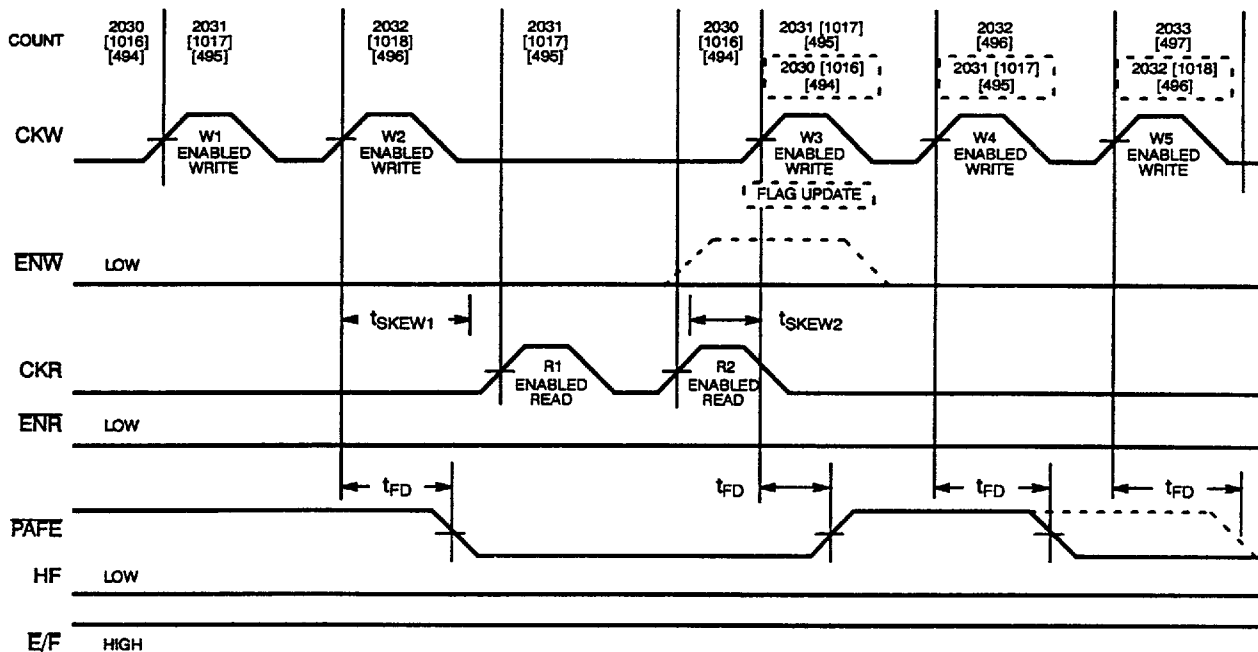 COUNT
2030
[1016]
[494]
2031
[1017]
[495]
2032
[1018]
[496]
2031
[1017]
[495]
2030
[1016]
[494]
2031 [1017]
[495]
2030 [1016]
[494]
2032
[496]
2031 [1017]
[495]
2033
[497]
2032 [1018]
[496]
CKW
W1
ENABLED
WRITE
W2
ENABLED
WRITE
W3
ENABLED
WRITE
W4
ENABLED
WRITE
W5
ENABLED
WRITE
FLAG UPDATE
ENW
LOW
tSKEW1
tSKEW2
CKR
R1
ENABLED
READ
R2
ENABLED
READ
ENR
LOW
tFD
tFD
tFD
tFD
PAFE
HF
LOW
E/F
HIGH